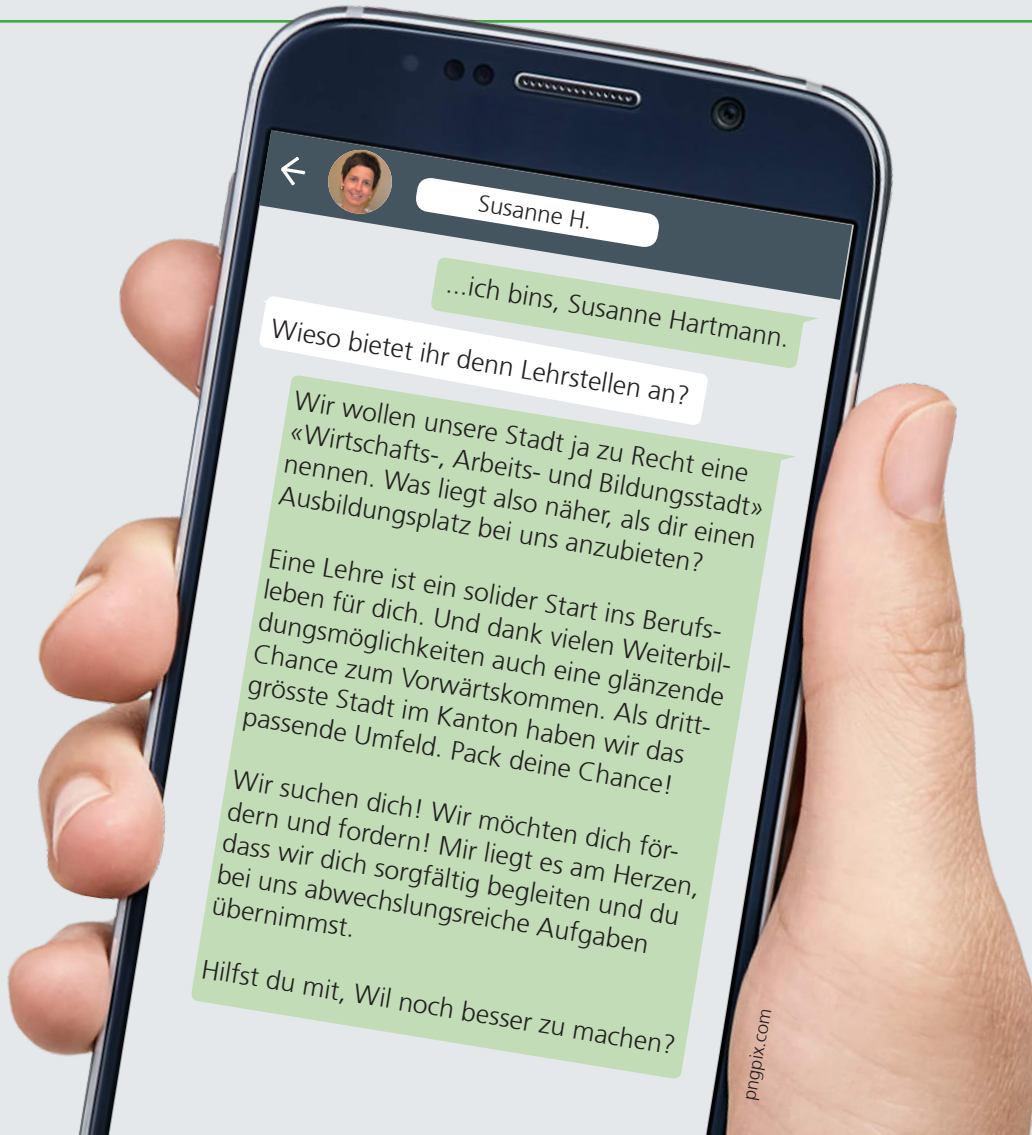 Susanne H.
...ich bins, Susanne Hartmann.
Wieso bietet ihr denn Lehrstellen an?
Wir wollen unsere Stadt ja zu Recht eine
«Wirtschafts-, Arbeits- und Bildungsstadt»
nennen. Was liegt also näher, als dir einen
Ausbildungsplatz bei uns anzubieten?
Eine Lehre ist ein solider Start ins Berufs-
leben für dich. Und dank vielen Weiterbil-
dungsmöglichkeiten auch eine glänzende
Chance zum Vorwärtskommen. Als dritt-
grösste Stadt im Kanton haben wir das
passende Umfeld. Pack deine Chance!
Wir suchen dich! Wir möchten dich för-
dern und fordern! Mir liegt es am Herzen,
dass wir dich sorgfältig begleiten und du
bei uns abwechslungsreiche Aufgaben
übernimmst.
Hilfst du mit, Wil noch besser zu machen?
pngpix.com